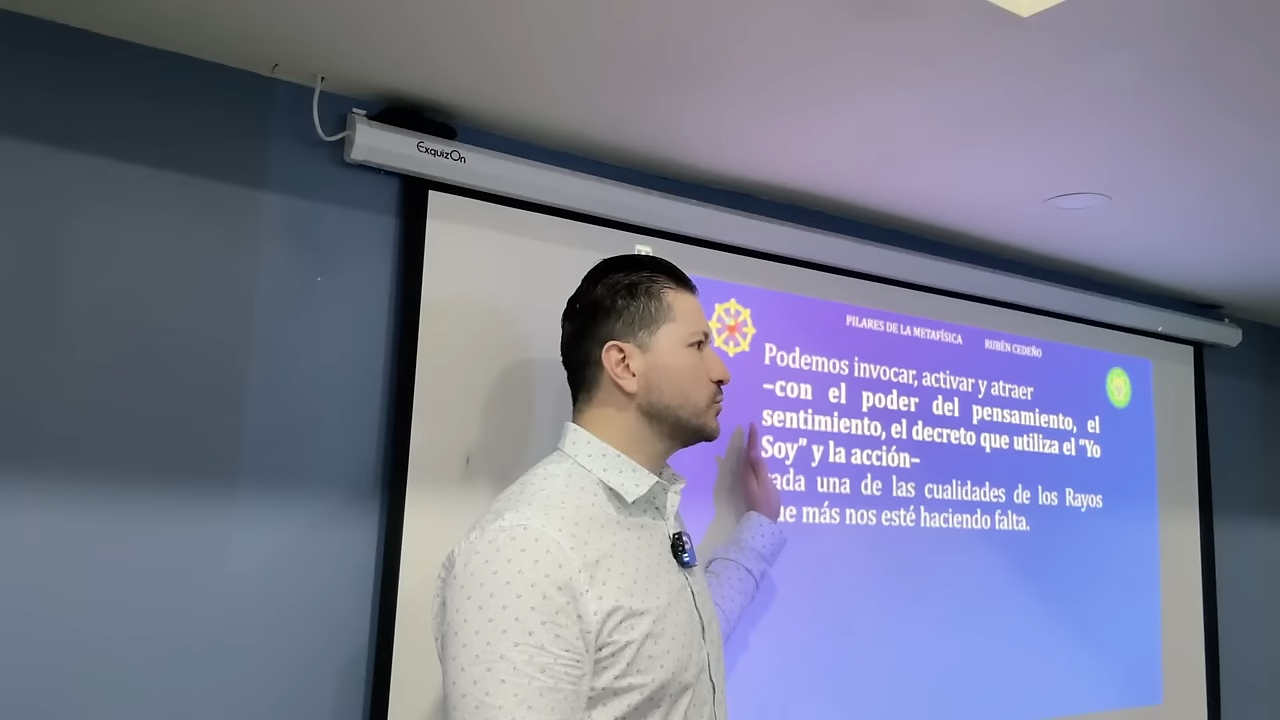 ExquizOn
PILARES DE LA METAFÍSICA RUBÉN CEDEÑO
Podemos invocar, activar y atraer
–con el poder del pensamiento, el
sentimiento, el decreto que utiliza el "Yo
Soy" y la acción–
cada una de las cualidades de los Rayos
que más nos esté haciendo falta.